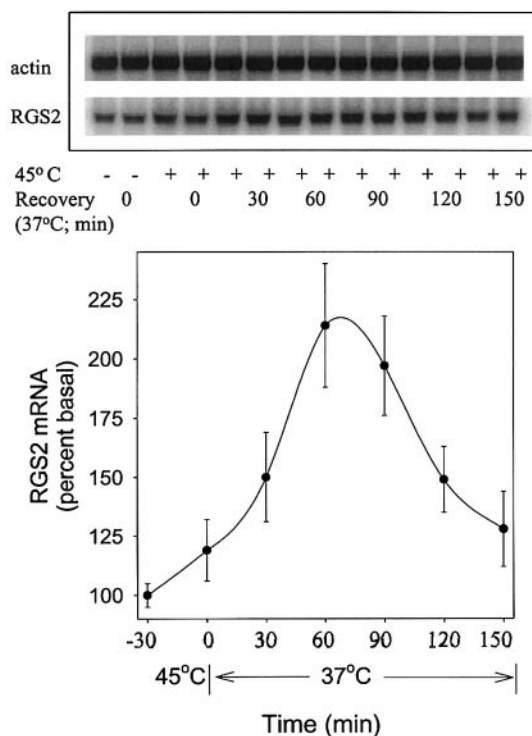 actin
RGS2
45° C - - + + + + + + + + + + + +
Recovery 0 0 30 60 90 120 150
(37°C; min)
RGS2 mRNA
(percent basal)
225
200
175
150
125
100
-30 0 30 60 90 120 150
45°C 37°C
Time (min)